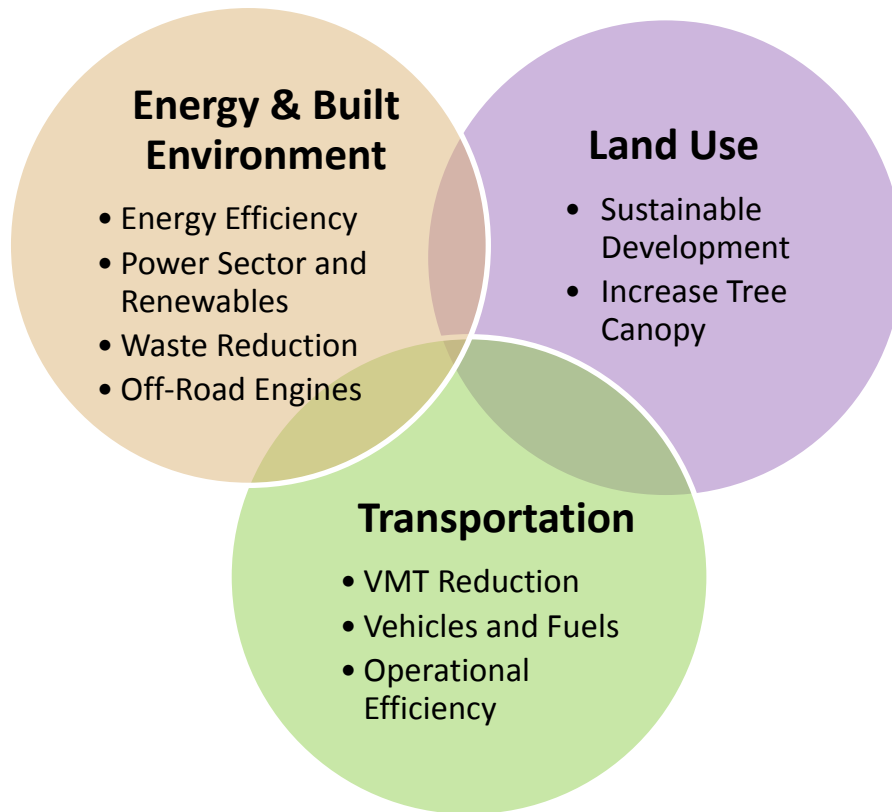 Energy & Built
Environment
• Energy Efficiency
• Power Sector and
Renewables
• Waste Reduction
• Off-Road Engines
Land Use
• Sustainable
Development
• Increase Tree
Canopy
Transportation
• VMT Reduction
• Vehicles and Fuels
• Operational
Efficiency